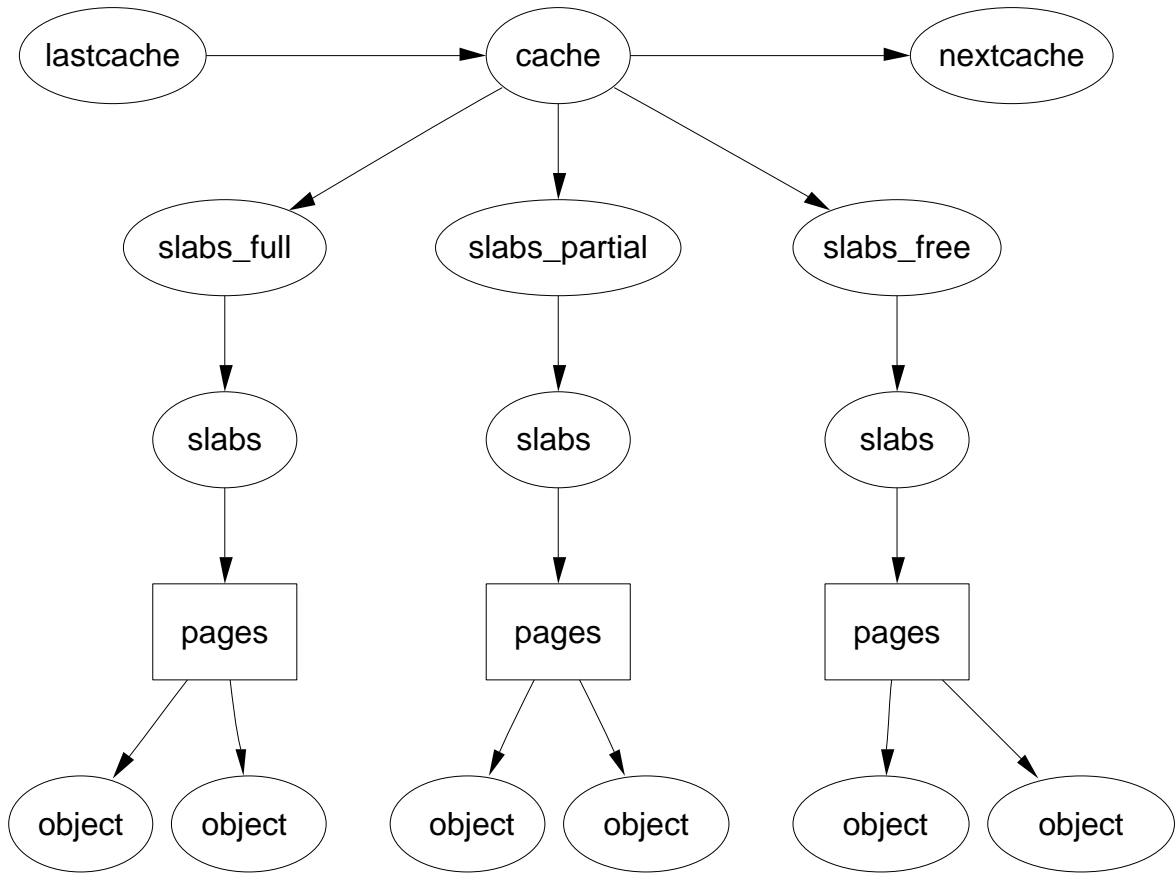 lastcache
cache
nextcache
slabs_full
slabs_partial
slabs_free
slabs
slabs
slabs
pages
pages
pages
object
object
object
object
object
object